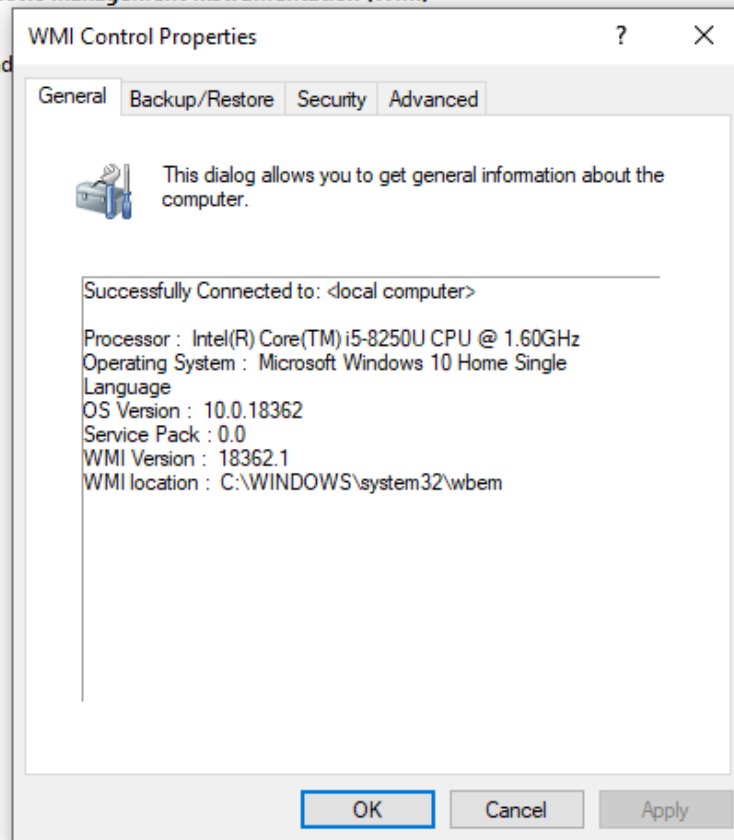 WMI Control Properties
? ×
General Backup/Restore Security Advanced
This dialog allows you to get general information about the
computer.
Successfully Connected to: <local computer>
Processor : Intel(R) Core(TM) i5-8250U CPU @ 1.60GHz
Operating System : Microsoft Windows 10 Home Single
Language
OS Version : 10.0.18362
Service Pack : 0.0
WMI Version : 18362.1
WMI location : C:\WINDOWS\system32\wbem
OK Cancel Apply